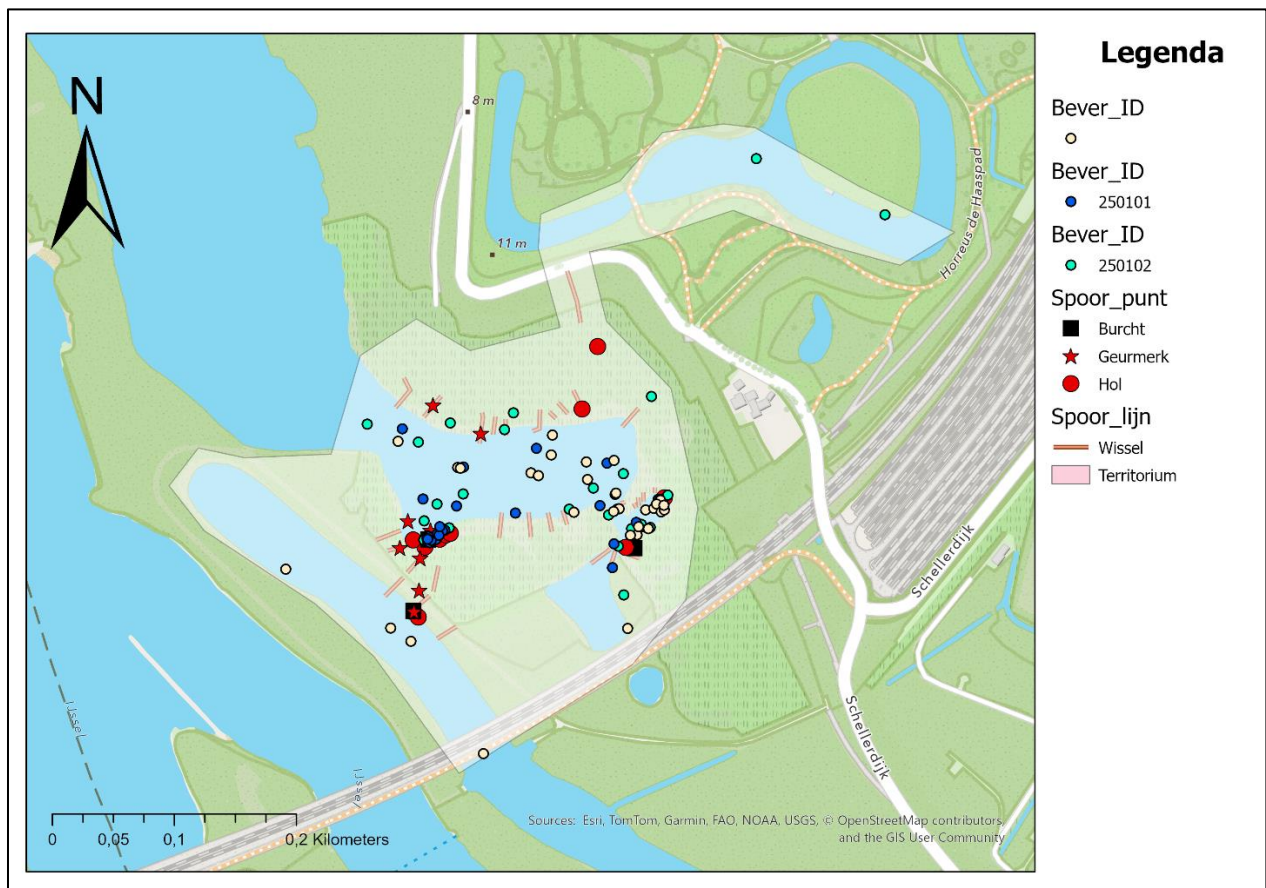 Legenda
Bever_ID
Bever_ID
250101
Bever_ID
250102
Spoor_punt
Burcht
Geurmerk
Hol
Spoor_lijn
Wissel
Territorium
N
8 m
11 m
Horreus de Haaspad
Schellerdijk
Schellerdijk
IJssel
IJssel
0 0,05 0,1 0,2 Kilometers
Sources: Esri, TomTom, Garmin, FAO, NOAA, USGS, © OpenStreetMap contributors,
and the GIS User Community